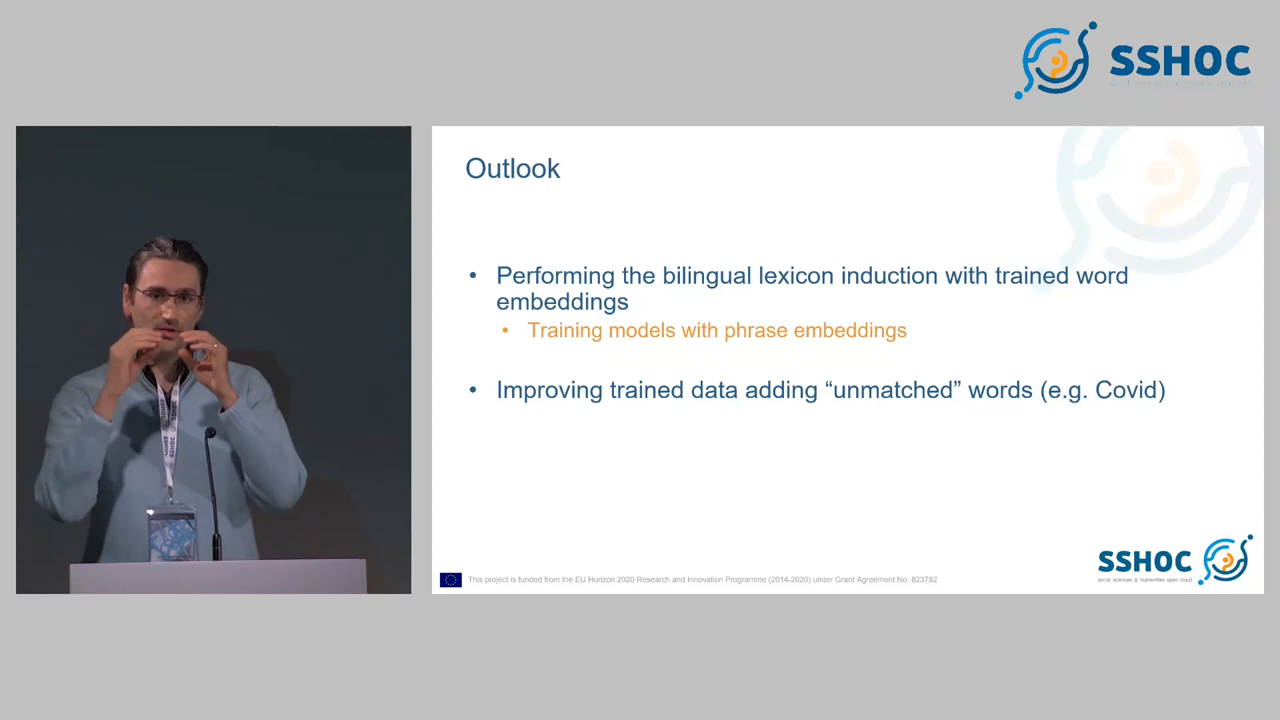 SSHOC
Outlook
• Performing the bilingual lexicon induction with trained word
embeddings
• Training models with phrase embeddings
• Improving trained data adding “unmatched” words (e.g. Covid)
SSHOC
social sciences & humanities open cloud
This project is funded from the EU Horizon 2020 Research and Innovation Programme (2014-2020) under Grant Agreement No. 823782